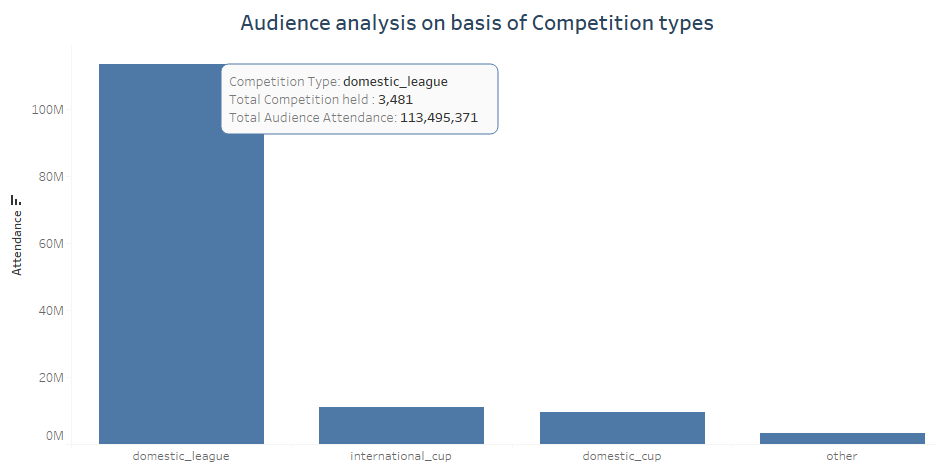 Audience analysis on basis of Competition types
Competition Type: domestic_league
Total Competition held : 3,481
Total Audience Attendance: 113,495,371
100M
80M
60M
40M
20M
0M
Attendance
domestic_league
international_cup
domestic_cup
other